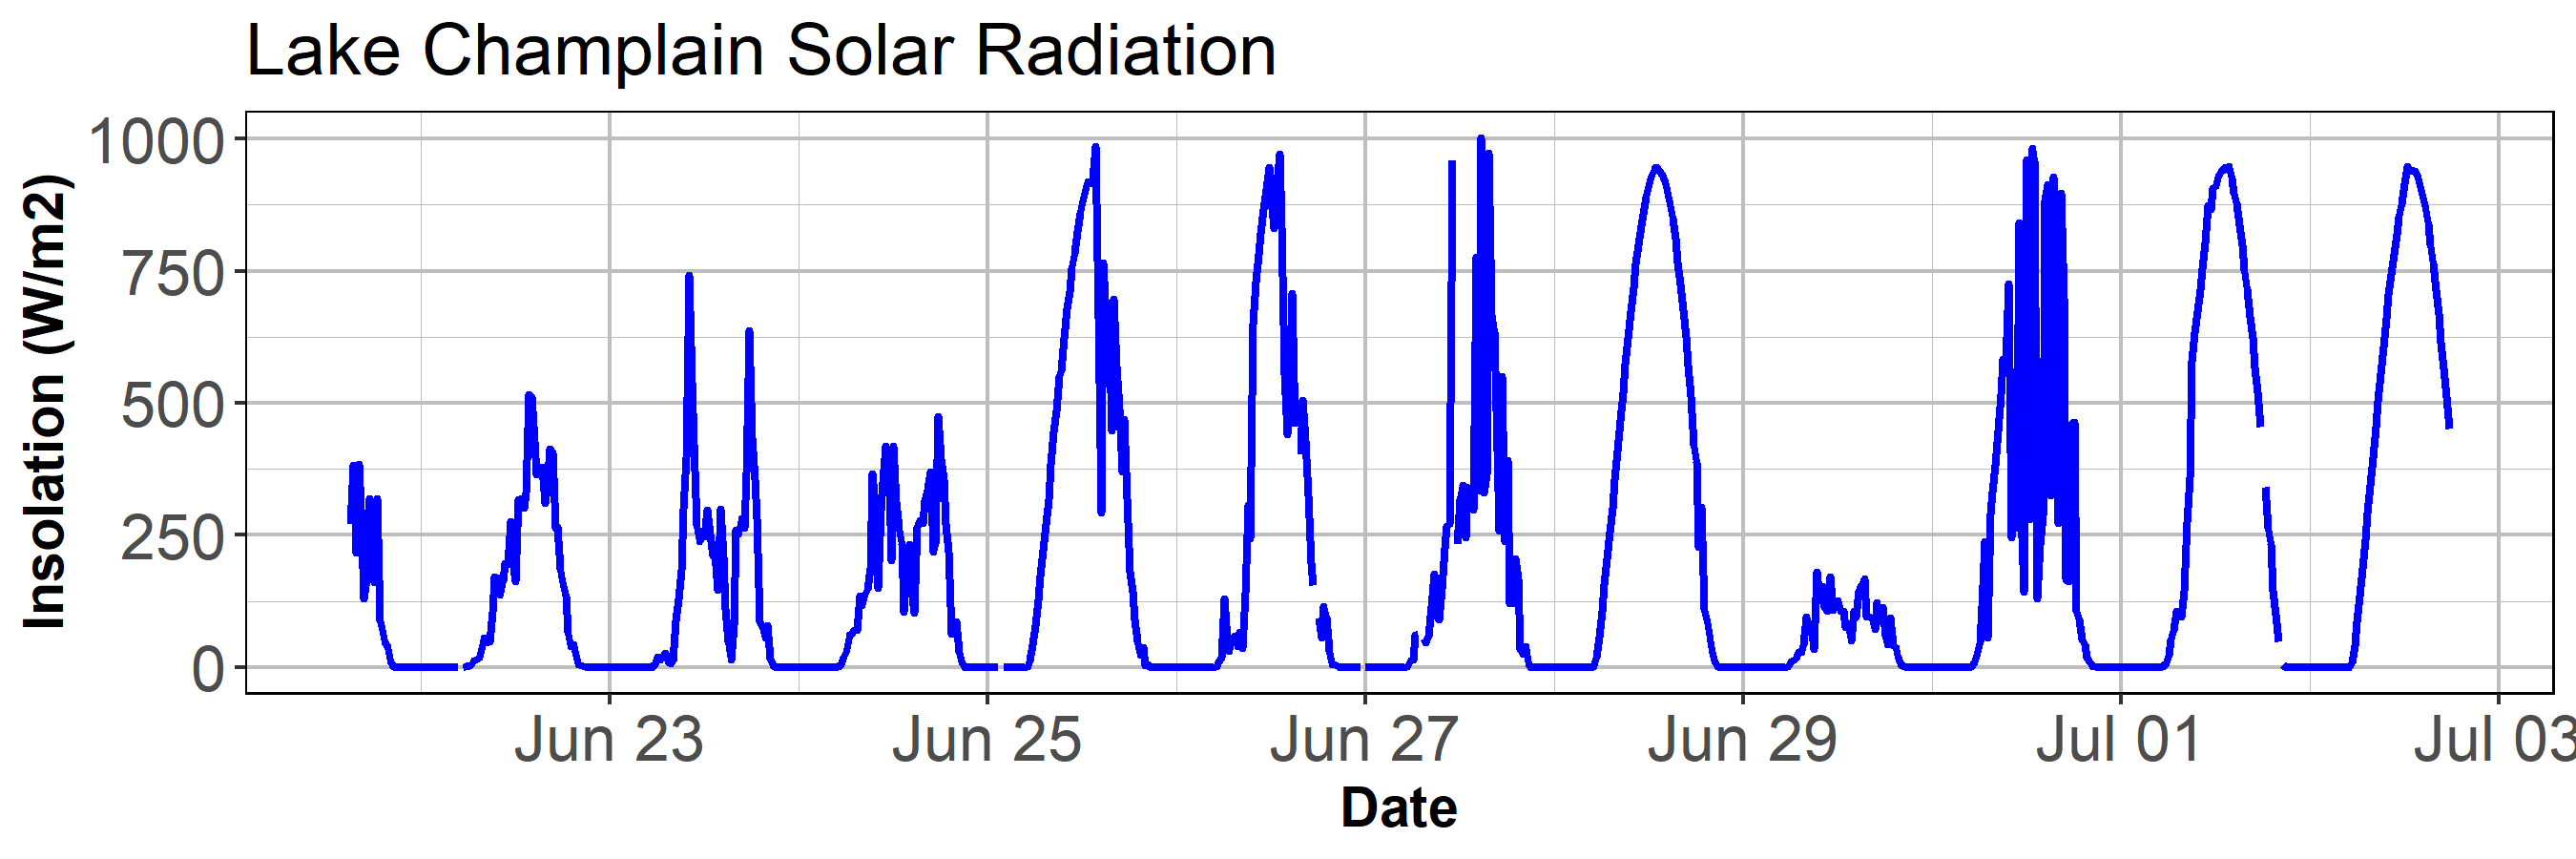 Lake Champlain Solar Radiation
Insolation (W/m2)
1000
750
500
250
0
Jun 23 Jun 25 Jun 27 Jun 29 Jul 01 Jul 03
Date